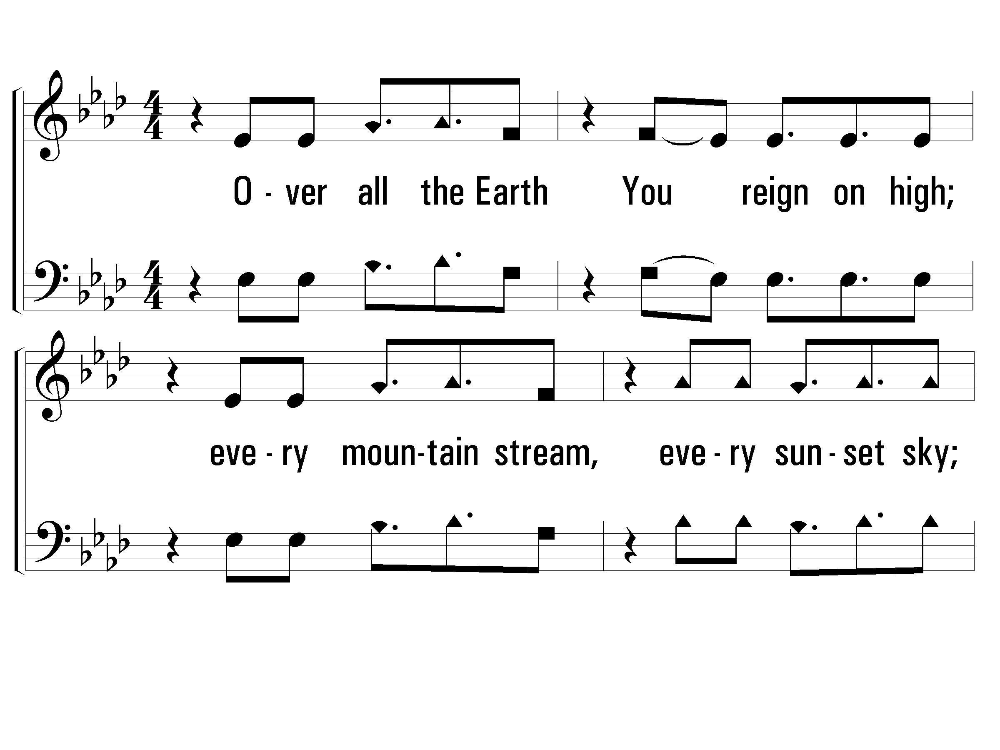 O - ver all the Earth You reign on high;
eve - ry moun-tain stream, eve - ry sun - set sky;